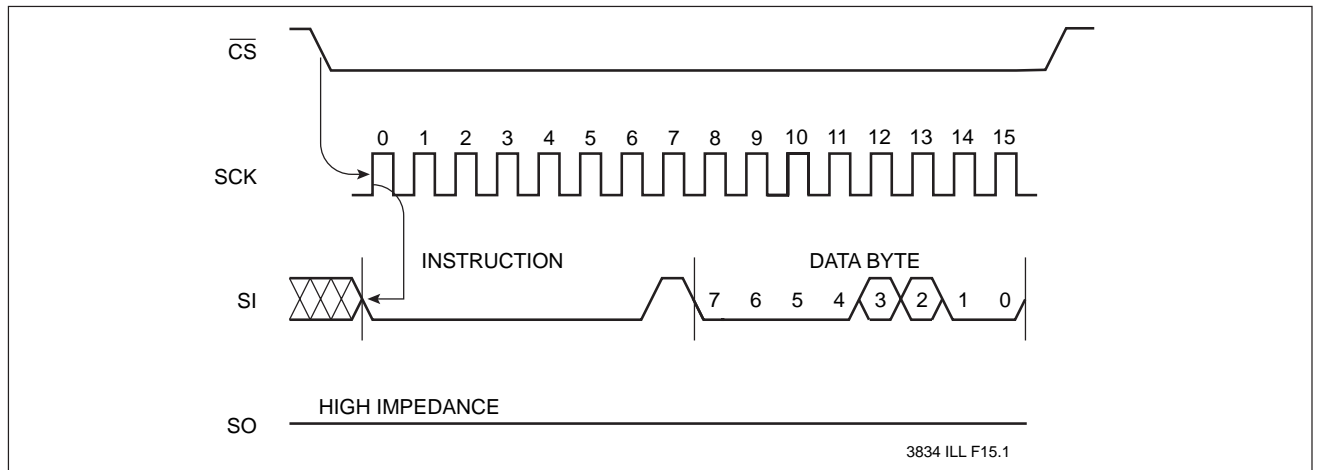 CS
0 1 2 3 4 5 6 7 8 9 10 11 12 13 14 15
SCK
INSTRUCTION DATA BYTE
SI 7 6 5 4 3 2 1 0
HIGH IMPEDANCE
SO
3834 ILL F15.1